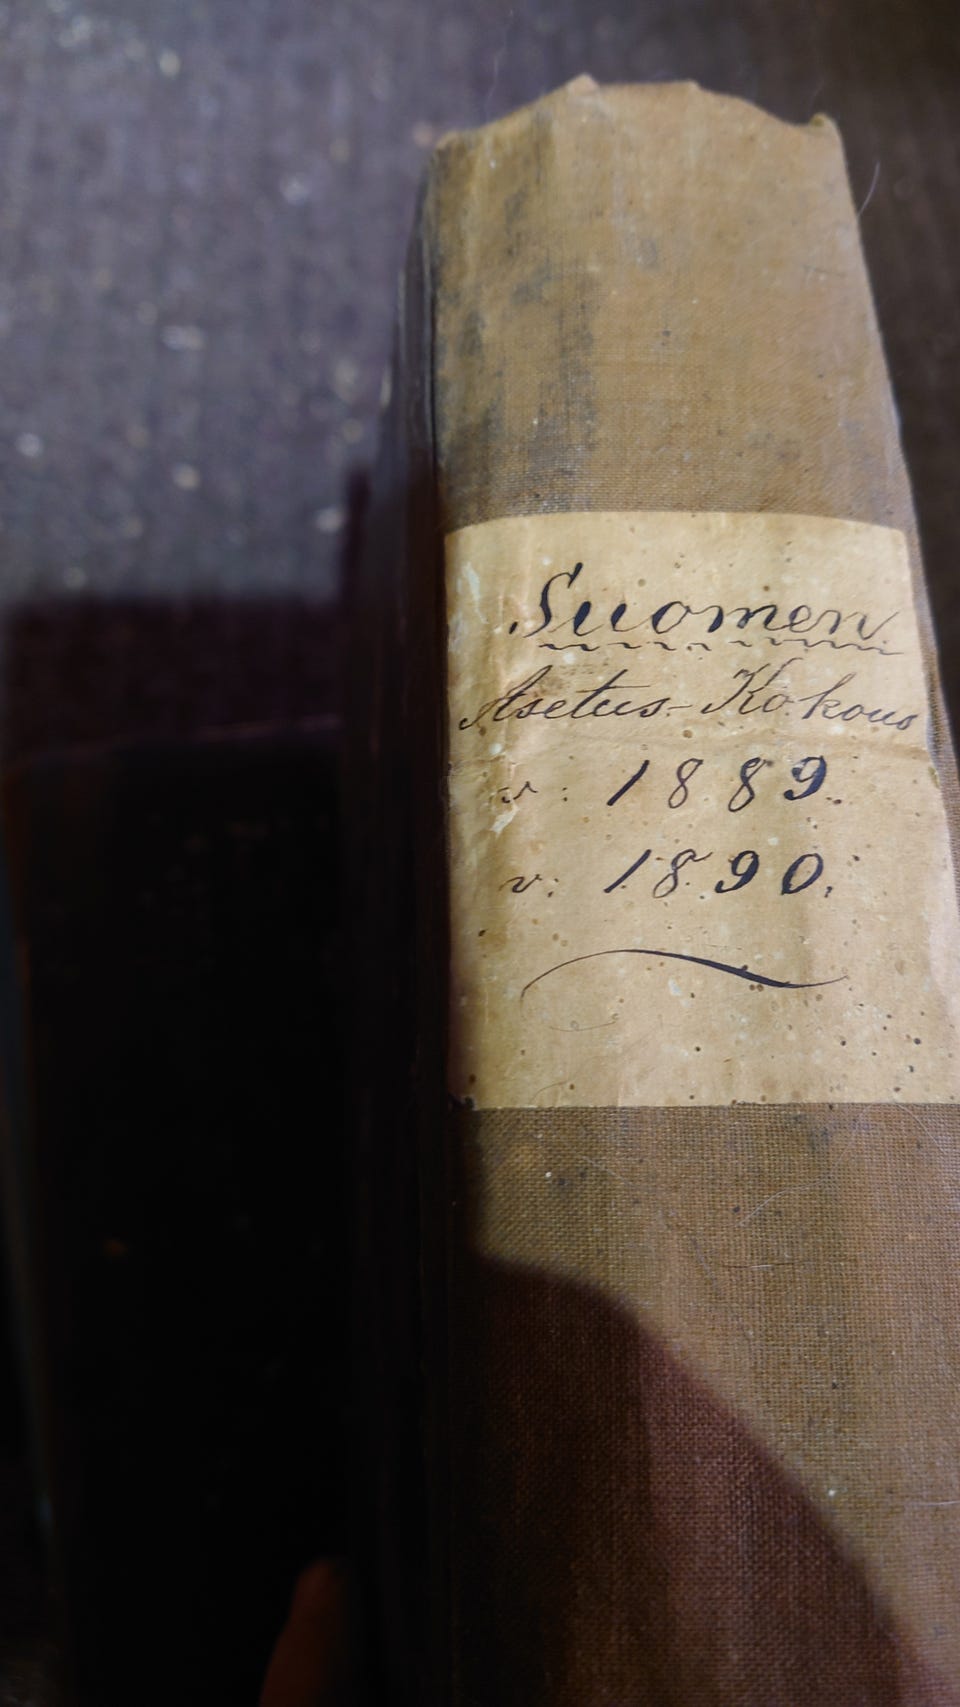 Suomen
Asetus-Kokous
v: 1889.
v: 1890.